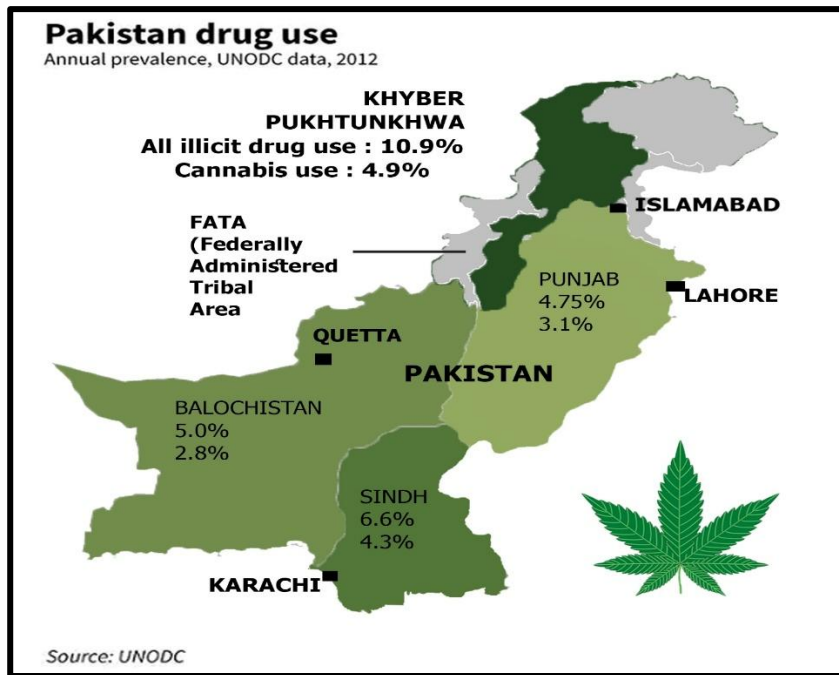 Pakistan drug use
Annual prevalence, UNODC data, 2012
KHYBER
PUKHTUNKHWA
All illicit drug use : 10.9%
Cannabis use : 4.9%
FATA
(Federally
Administered
Tribal
Area
ISLAMABAD
PUNJAB
4.75%
3.1%
LAHORE
QUETTA
PAKISTAN
BALOCHISTAN
5.0%
2.8%
SINDH
6.6%
4.3%
KARACHI
Source: UNODC